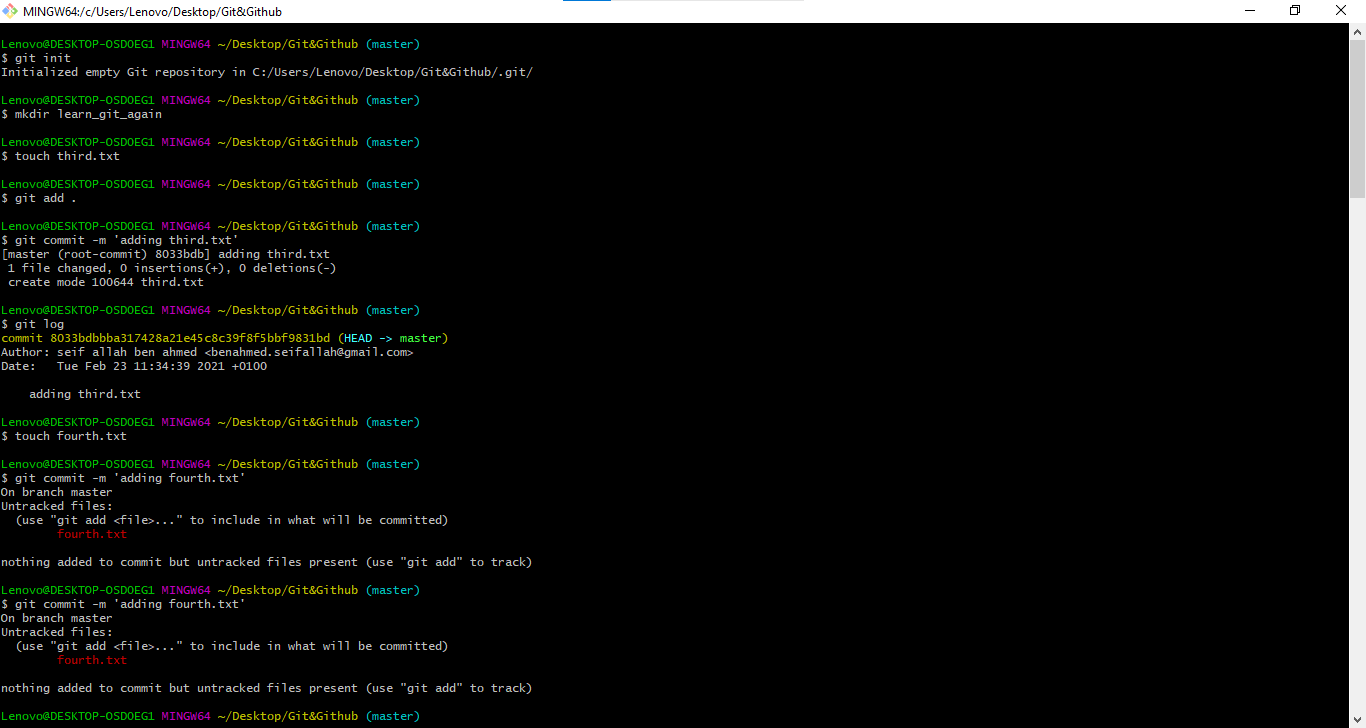 MINGW64:/c/Users/Lenovo/Desktop/Git&Github
Lenovo@DESKTOP-OSDOEG1 MINGW64 ~/Desktop/Git&Github (master)
$ git init
Initialized empty Git repository in C:/Users/Lenovo/Desktop/Git&Github/.git/
Lenovo@DESKTOP-OSDOEG1 MINGW64 ~/Desktop/Git&Github (master)
$ mkdir learn_git_again
Lenovo@DESKTOP-OSDOEG1 MINGW64 ~/Desktop/Git&Github (master)
$ touch third.txt
Lenovo@DESKTOP-OSDOEG1 MINGW64 ~/Desktop/Git&Github (master)
$ git add .
Lenovo@DESKTOP-OSDOEG1 MINGW64 ~/Desktop/Git&Github (master)
$ git commit -m 'adding third.txt'
[master (root-commit) 8033bdb] adding third.txt
 1 file changed, 0 insertions(+), 0 deletions(-)
 create mode 100644 third.txt
Lenovo@DESKTOP-OSDOEG1 MINGW64 ~/Desktop/Git&Github (master)
$ git log
commit 8033bdbbba317428a21e45c8c39f8f5bbf9831bd (HEAD -> master)
Author: seif allah ben ahmed <benahmed.seifallah@gmail.com>
Date:   Tue Feb 23 11:34:39 2021 +0100
    adding third.txt
Lenovo@DESKTOP-OSDOEG1 MINGW64 ~/Desktop/Git&Github (master)
$ touch fourth.txt
Lenovo@DESKTOP-OSDOEG1 MINGW64 ~/Desktop/Git&Github (master)
$ git commit -m 'adding fourth.txt'
On branch master
Untracked files:
  (use "git add <file>..." to include in what will be committed)
        fourth.txt
nothing added to commit but untracked files present (use "git add" to track)
Lenovo@DESKTOP-OSDOEG1 MINGW64 ~/Desktop/Git&Github (master)
$ git commit -m 'adding fourth.txt'
On branch master
Untracked files:
  (use "git add <file>..." to include in what will be committed)
        fourth.txt
nothing added to commit but untracked files present (use "git add" to track)
Lenovo@DESKTOP-OSDOEG1 MINGW64 ~/Desktop/Git&Github (master)